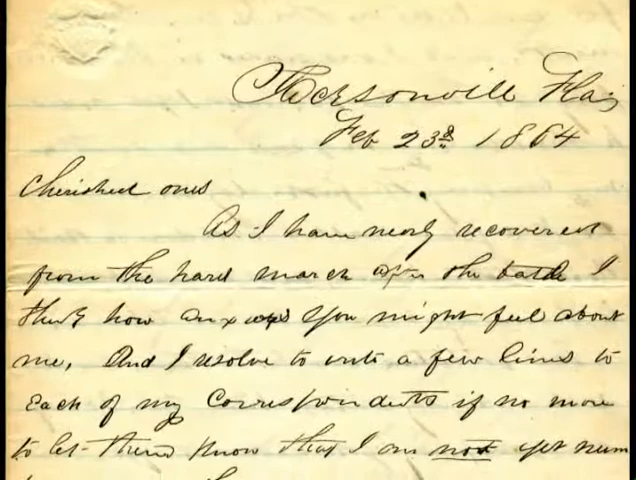 Jacksonville Fla,
Feb 23d 1864
Cherished ones
As I have nearly recovered
from the hard march after the battle I
think how anxious you might feel about
me, And I resolve to write a few lines to
Each of my Correspondents if no more
to let them know that I am not yet num